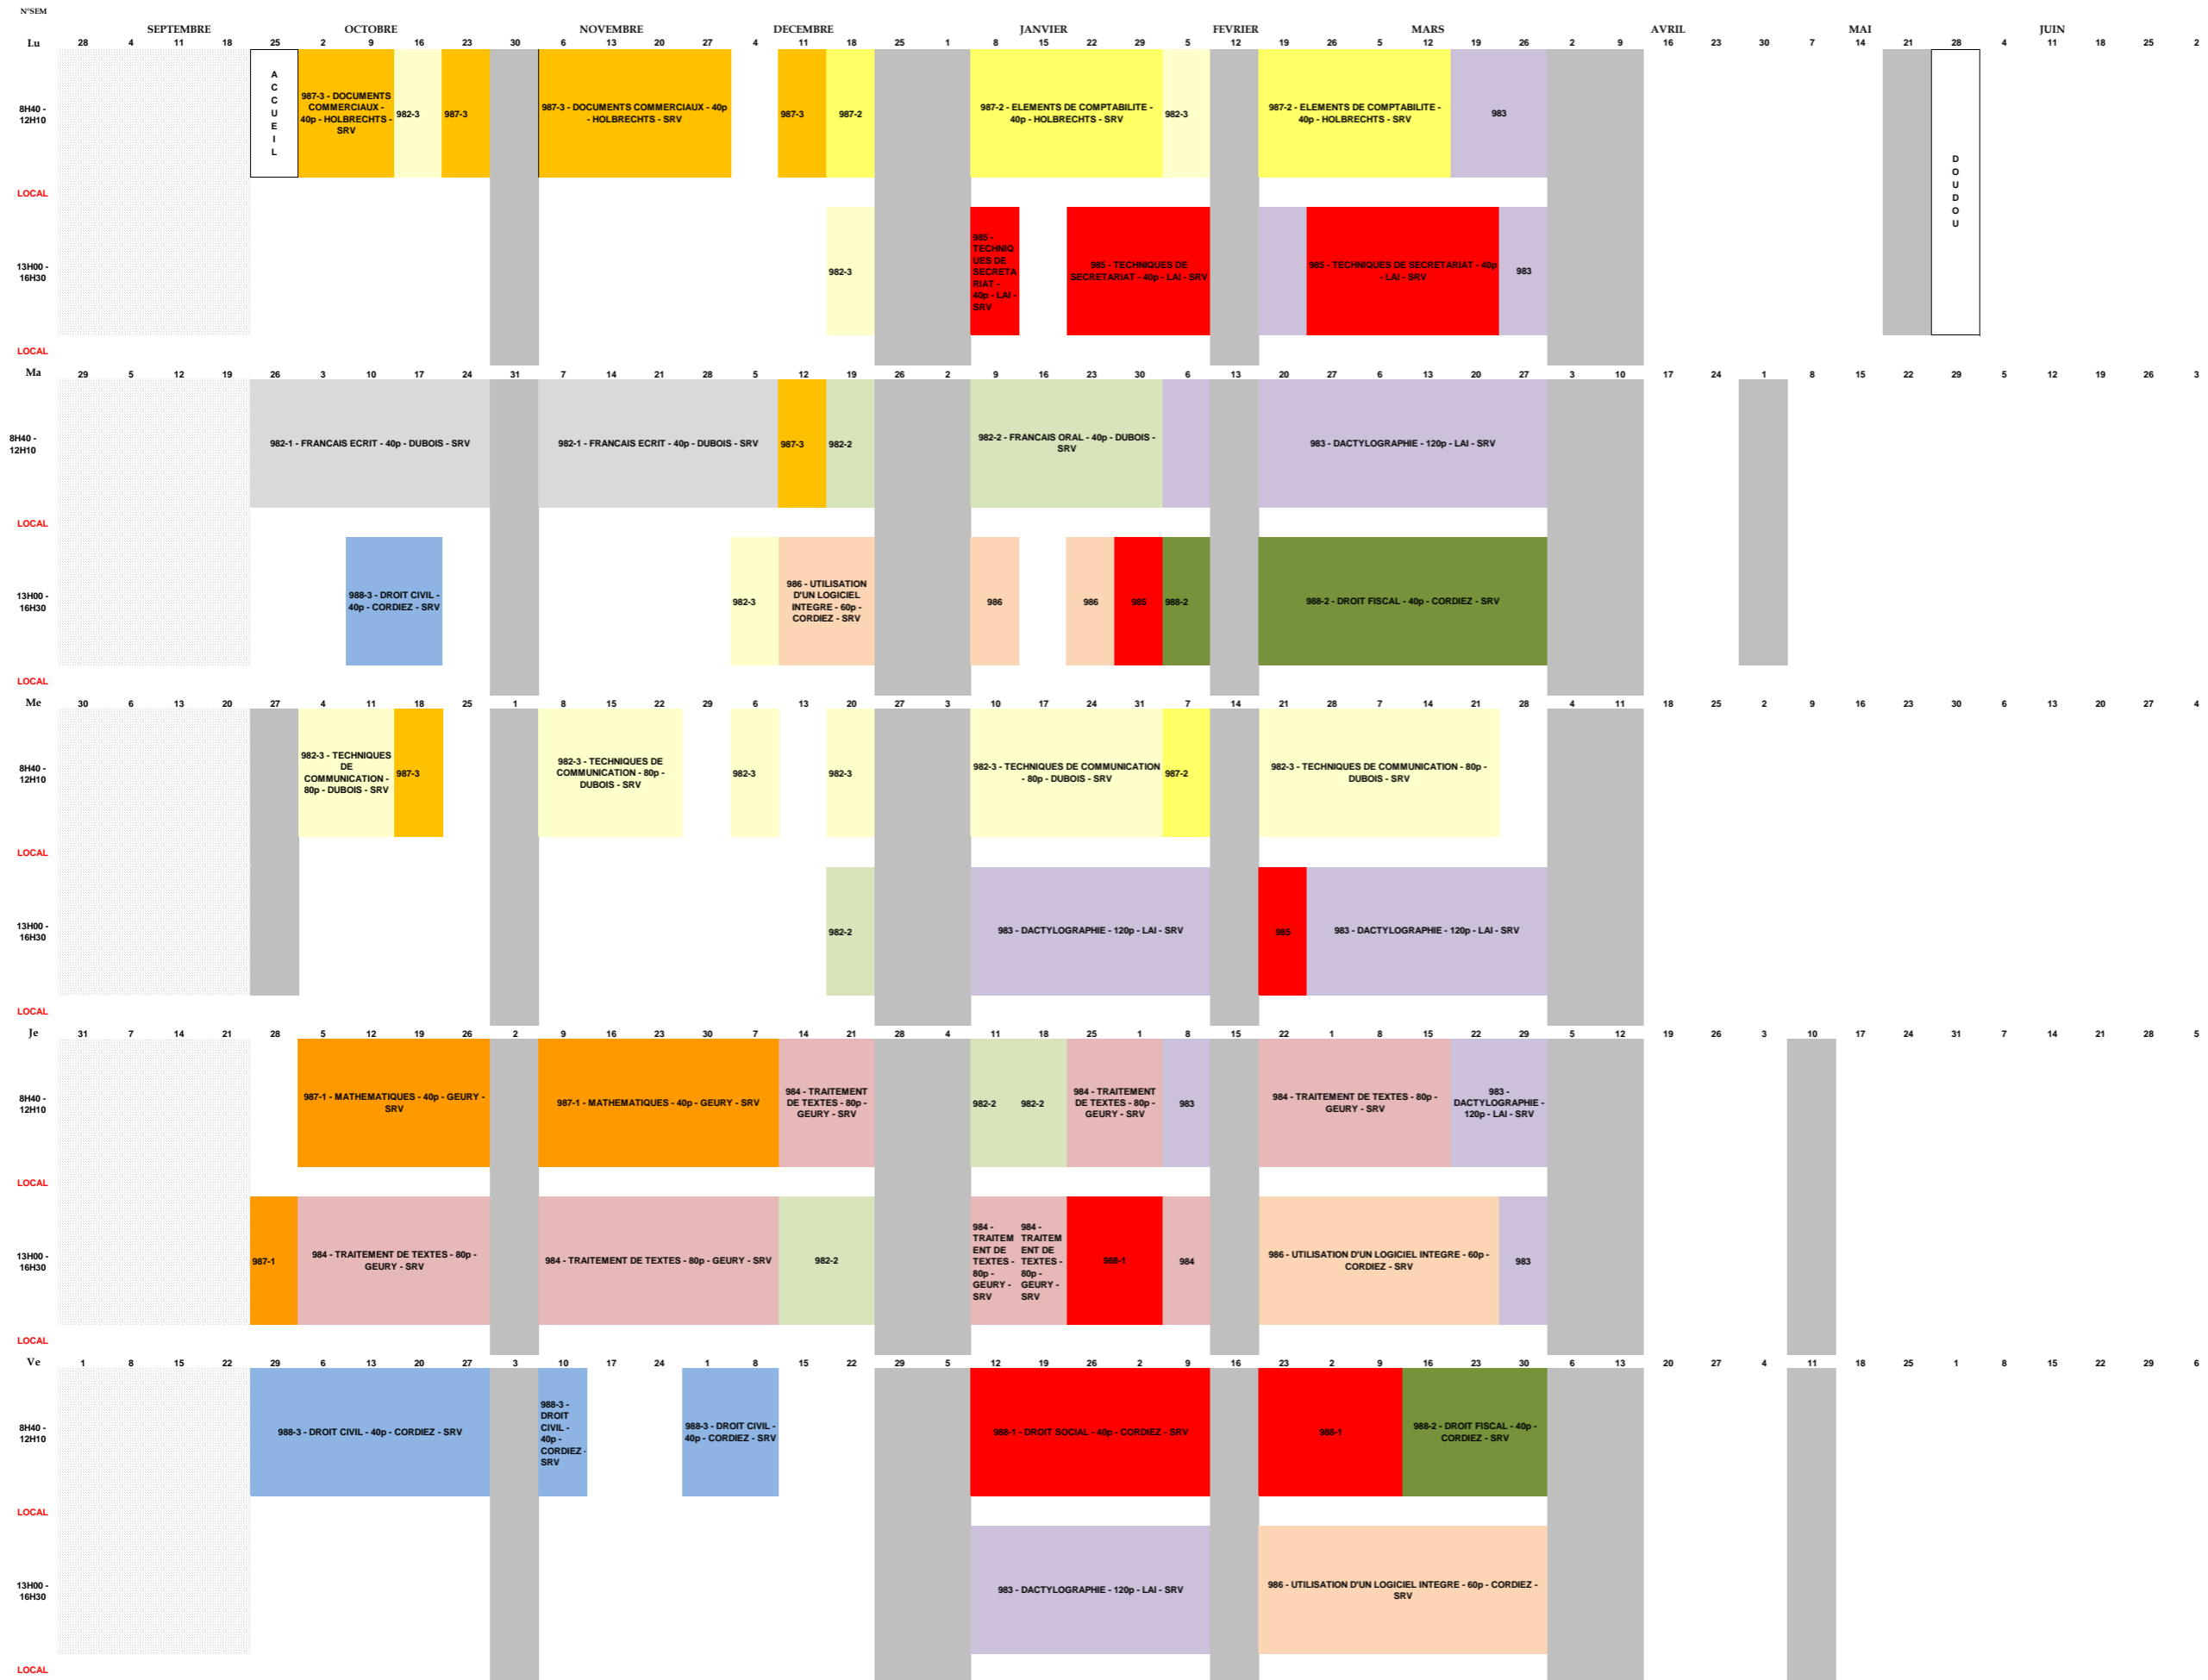 N°SEM
SEPTEMBRE OCTOBRE NOVEMBRE DECEMBRE JANVIER FEVRIER MARS AVRIL MAI JUIN
Lu 28 4 11 18 25 2 9 16 23 30 6 13 20 27 4 11 18 25 1 8 15 22 29 5 12 19 26 5 12 19 26 2 9 16 23 30 7 14 21 28 4 11 18 25 2
8H40 -
12H10
A
C
C
U
E
I
L
987-3 - DOCUMENTS
COMMERCIAUX -
40p - HOLBRECHTS -
SRV
982-3
987-3
987-3 - DOCUMENTS COMMERCIAUX - 40p
- HOLBRECHTS - SRV
987-3
987-2
987-2 - ELEMENTS DE COMPTABILITE -
40p - HOLBRECHTS - SRV
982-3
987-2 - ELEMENTS DE COMPTABILITE -
40p - HOLBRECHTS - SRV
983
D
O
U
D
O
U
LOCAL
13H00 -
16H30
982-3
985 -
TECHNIQ
UES DE
SECRETA
RIAT -
40p - LAI -
SRV
985 - TECHNIQUES DE
SECRETARIAT - 40p - LAI - SRV
985 - TECHNIQUES DE SECRETARIAT - 40p
- LAI - SRV
983
LOCAL
Ma 29 5 12 19 26 3 10 17 24 31 7 14 21 28 5 12 19 26 2 9 16 23 30 6 13 20 27 6 13 20 27 3 10 17 24 1 8 15 22 29 5 12 19 26 3
8H40 -
12H10
982-1 - FRANCAIS ECRIT - 40p - DUBOIS - SRV
982-1 - FRANCAIS ECRIT - 40p - DUBOIS - SRV
987-3
982-2
982-2 - FRANCAIS ORAL - 40p - DUBOIS -
SRV
983 - DACTYLOGRAPHIE - 120p - LAI - SRV
LOCAL
13H00 -
16H30
988-3 - DROIT CIVIL -
40p - CORDIEZ - SRV
982-3
986 - UTILISATION
D'UN LOGICIEL
INTEGRE - 60p -
CORDIEZ - SRV
986
986
985
988-2
988-2 - DROIT FISCAL - 40p - CORDIEZ - SRV
LOCAL
Me 30 6 13 20 27 4 11 18 25 1 8 15 22 29 6 13 20 27 3 10 17 24 31 7 14 21 28 7 14 21 28 4 11 18 25 2 9 16 23 30 6 13 20 27 4
8H40 -
12H10
982-3 - TECHNIQUES
DE
COMMUNICATION -
80p - DUBOIS - SRV
987-3
982-3 - TECHNIQUES DE
COMMUNICATION - 80p -
DUBOIS - SRV
982-3
982-3
982-3 - TECHNIQUES DE COMMUNICATION
- 80p - DUBOIS - SRV
987-2
982-3 - TECHNIQUES DE COMMUNICATION - 80p -
DUBOIS - SRV
LOCAL
13H00 -
16H30
982-2
983 - DACTYLOGRAPHIE - 120p - LAI - SRV
985
983 - DACTYLOGRAPHIE - 120p - LAI - SRV
LOCAL
Je 31 7 14 21 28 5 12 19 26 2 9 16 23 30 7 14 21 28 4 11 18 25 1 8 15 22 1 8 15 22 29 5 12 19 26 3 10 17 24 31 7 14 21 28 5
8H40 -
12H10
987-1 - MATHEMATIQUES - 40p - GEURY -
SRV
987-1 - MATHEMATIQUES - 40p - GEURY - SRV
984 - TRAITEMENT
DE TEXTES - 80p -
GEURY - SRV
982-2
982-2
984 - TRAITEMENT
DE TEXTES - 80p -
GEURY - SRV
983
984 - TRAITEMENT DE TEXTES - 80p -
GEURY - SRV
983 -
DACTYLOGRAPHIE -
120p - LAI - SRV
LOCAL
13H00 -
16H30
987-1
984 - TRAITEMENT DE TEXTES - 80p -
GEURY - SRV
984 - TRAITEMENT DE TEXTES - 80p - GEURY - SRV
982-2
984 -
TRAITEM
ENT DE
TEXTES -
80p -
GEURY -
SRV
984 -
TRAITEM
ENT DE
TEXTES -
80p -
GEURY -
SRV
988-1
984
986 - UTILISATION D'UN LOGICIEL INTEGRE - 60p -
CORDIEZ - SRV
983
LOCAL
Ve 1 8 15 22 29 6 13 20 27 3 10 17 24 1 8 15 22 29 5 12 19 26 2 9 16 23 2 9 16 23 30 6 13 20 27 4 11 18 25 1 8 15 22 29 6
8H40 -
12H10
988-3 - DROIT CIVIL - 40p - CORDIEZ - SRV
988-3 -
DROIT
CIVIL -
40p -
CORDIEZ -
SRV
988-3 - DROIT CIVIL -
40p - CORDIEZ - SRV
988-1 - DROIT SOCIAL - 40p - CORDIEZ - SRV
988-1
988-2 - DROIT FISCAL - 40p -
CORDIEZ - SRV
LOCAL
13H00 -
16H30
983 - DACTYLOGRAPHIE - 120p - LAI - SRV
986 - UTILISATION D'UN LOGICIEL INTEGRE - 60p - CORDIEZ -
SRV
LOCAL